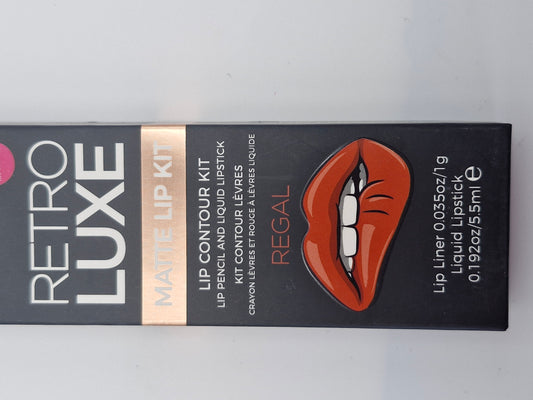 RETRO
LUXE
MATTE LIP KIT
LIP CONTOUR KIT
LIP PENCIL AND LIQUID LIPSTICK
KIT CONTOUR LÈVRES
CRAYON LÈVRES ET ROUGE À LÈVRES LIQUIDE
REGAL
Lip Liner 0.035oz/1g
Liquid Lipstick
0.192oz/5.5ml ℮